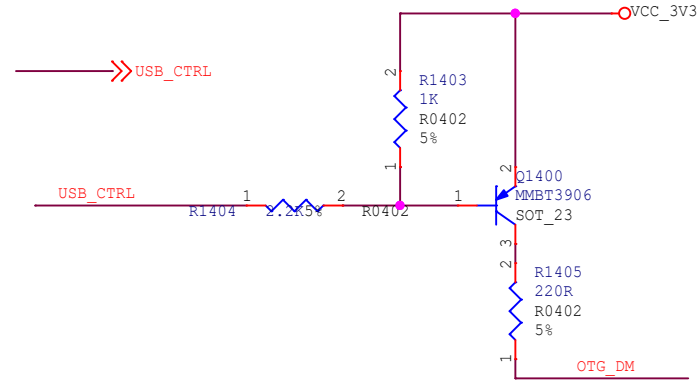 VCC_3V3
USB_CTRL
2
R1403
1K
R0402
5%
1
USB_CTRL
1
2
R1404
2.2K5%
R0402
1
2
Q1400
MMBT3906
SOT_23
3
2
R1405
220R
R0402
5%
1
OTG_DM